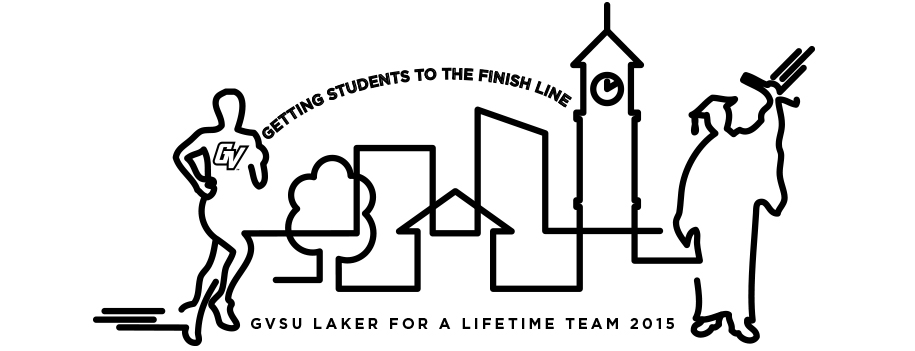 GETTING STUDENTS TO THE FINISH LINE
GV
GVSU LAKER FOR A LIFETIME TEAM 2015